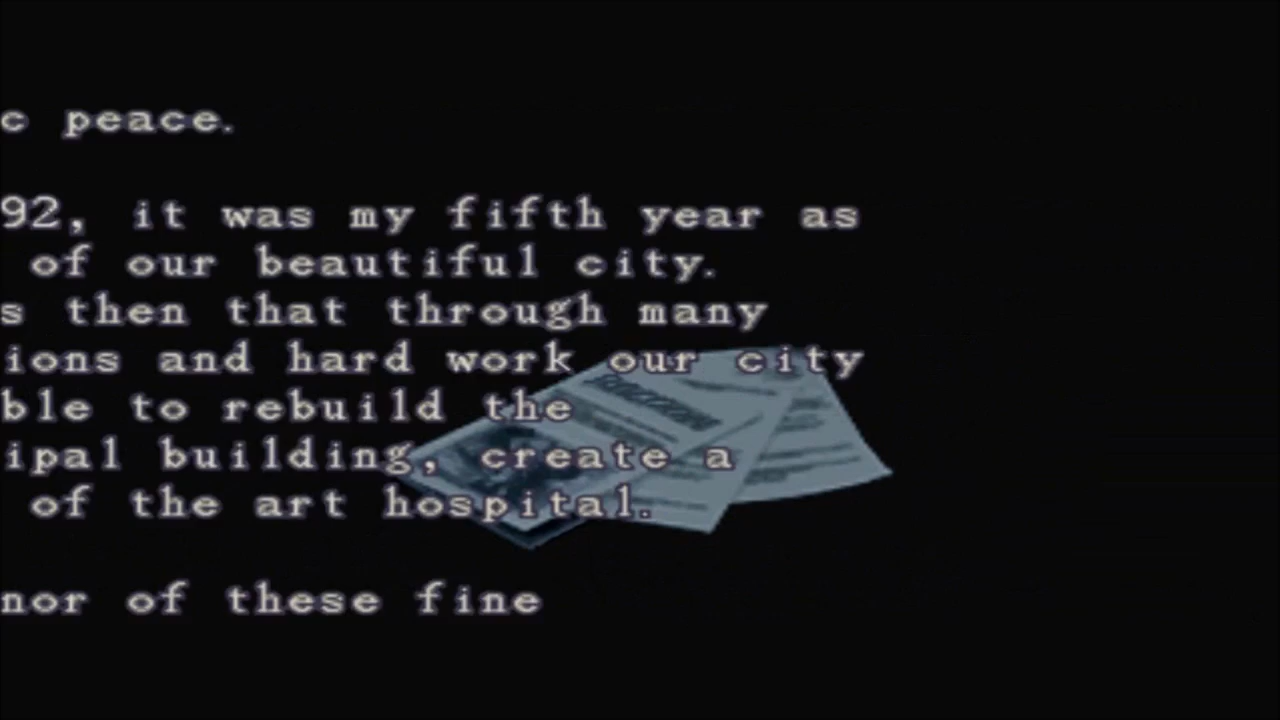 c peace.
92, it was my fifth year as
of our beautiful city.
s then that through many
ions and hard work our city
ble to rebuild the
ipal building, create a
of the art hospital.
nor of these fine